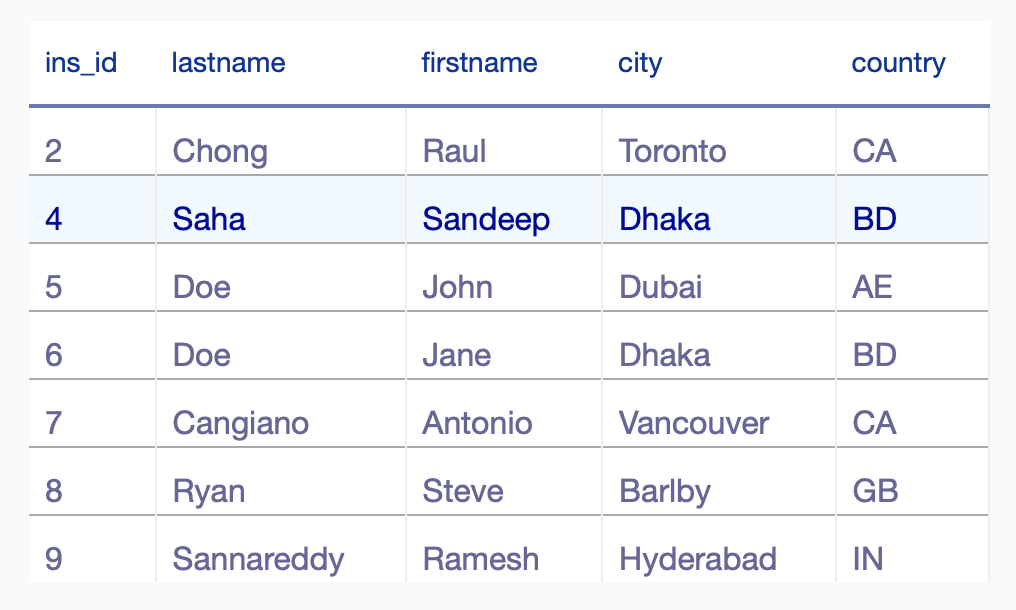 ins_id lastname firstname city country
2 Chong Raul Toronto CA
4 Saha Sandeep Dhaka BD
5 Doe John Dubai AE
6 Doe Jane Dhaka BD
7 Cangiano Antonio Vancouver CA
8 Ryan Steve Barlby GB
9 Sannareddy Ramesh Hyderabad IN